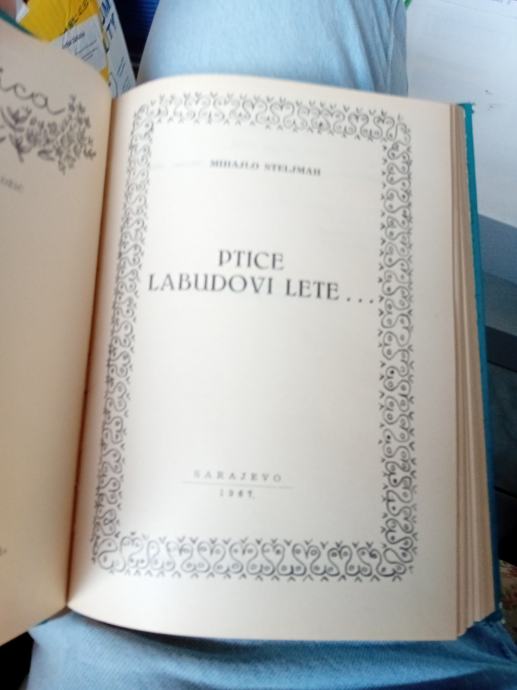 MIHAJLO STELJMAH
PTICE
LABUDOVI LETE...
SARAJEVO
1967.